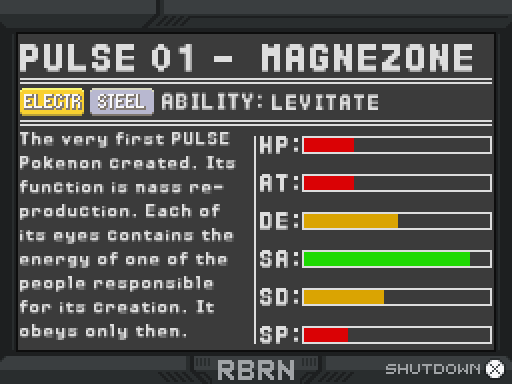 PULSE 01 - MAGNEZONE
ELECTR STEEL ABILITY: LEVITATE
The very first PULSE
Pokemon created. Its
function is mass re-
production. Each of
its eyes contains the
energy of one of the
people responsible
for its creation. It
obeys only them.
HP:
AT:
DE:
SA:
SD:
SP:
RBRN
SHUTDOWN